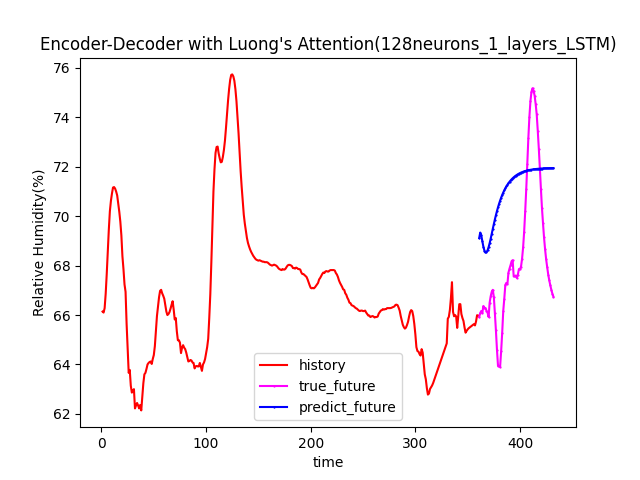 Encoder-Decoder with Luong's Attention(128neurons_1_layers_LSTM)
76
74
72
70
68
66
64
62
Relative Humidity(%)
history
true_future
predict_future
0 100 200 300 400
time